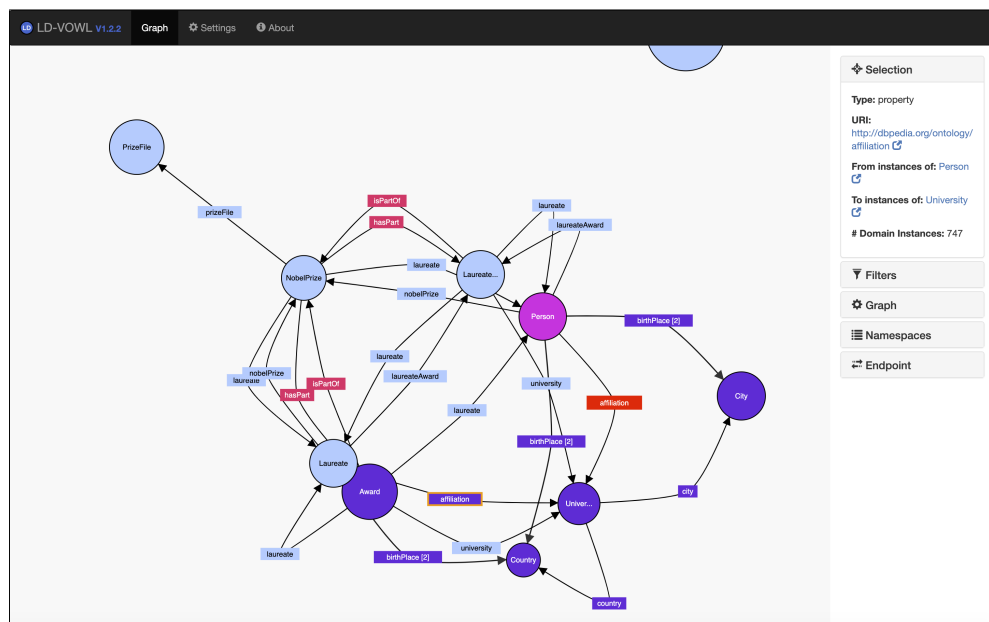 LD LD-VOWL V1.2.2 Graph Settings About
Selection
Type: property
URI:
http://dbpedia.org/ontology/
affiliation
From instances of: Person
To instances of: University
# Domain Instances: 747
Filters
Graph
Namespaces
Endpoint
PrizeFile
prizeFile
isPartOf
hasPart
laureate
laureateAward
laureate
NobelPrize
Laureate...
nobelPrize
Person
birthPlace [2]
laureate
laureateAward
nobelPrize
laureate
isPartOf
hasPart
university
affiliation
City
laureate
birthPlace [2]
Laureate
Award
affiliation
Univer...
city
laureate
university
birthPlace [2]
Country
country